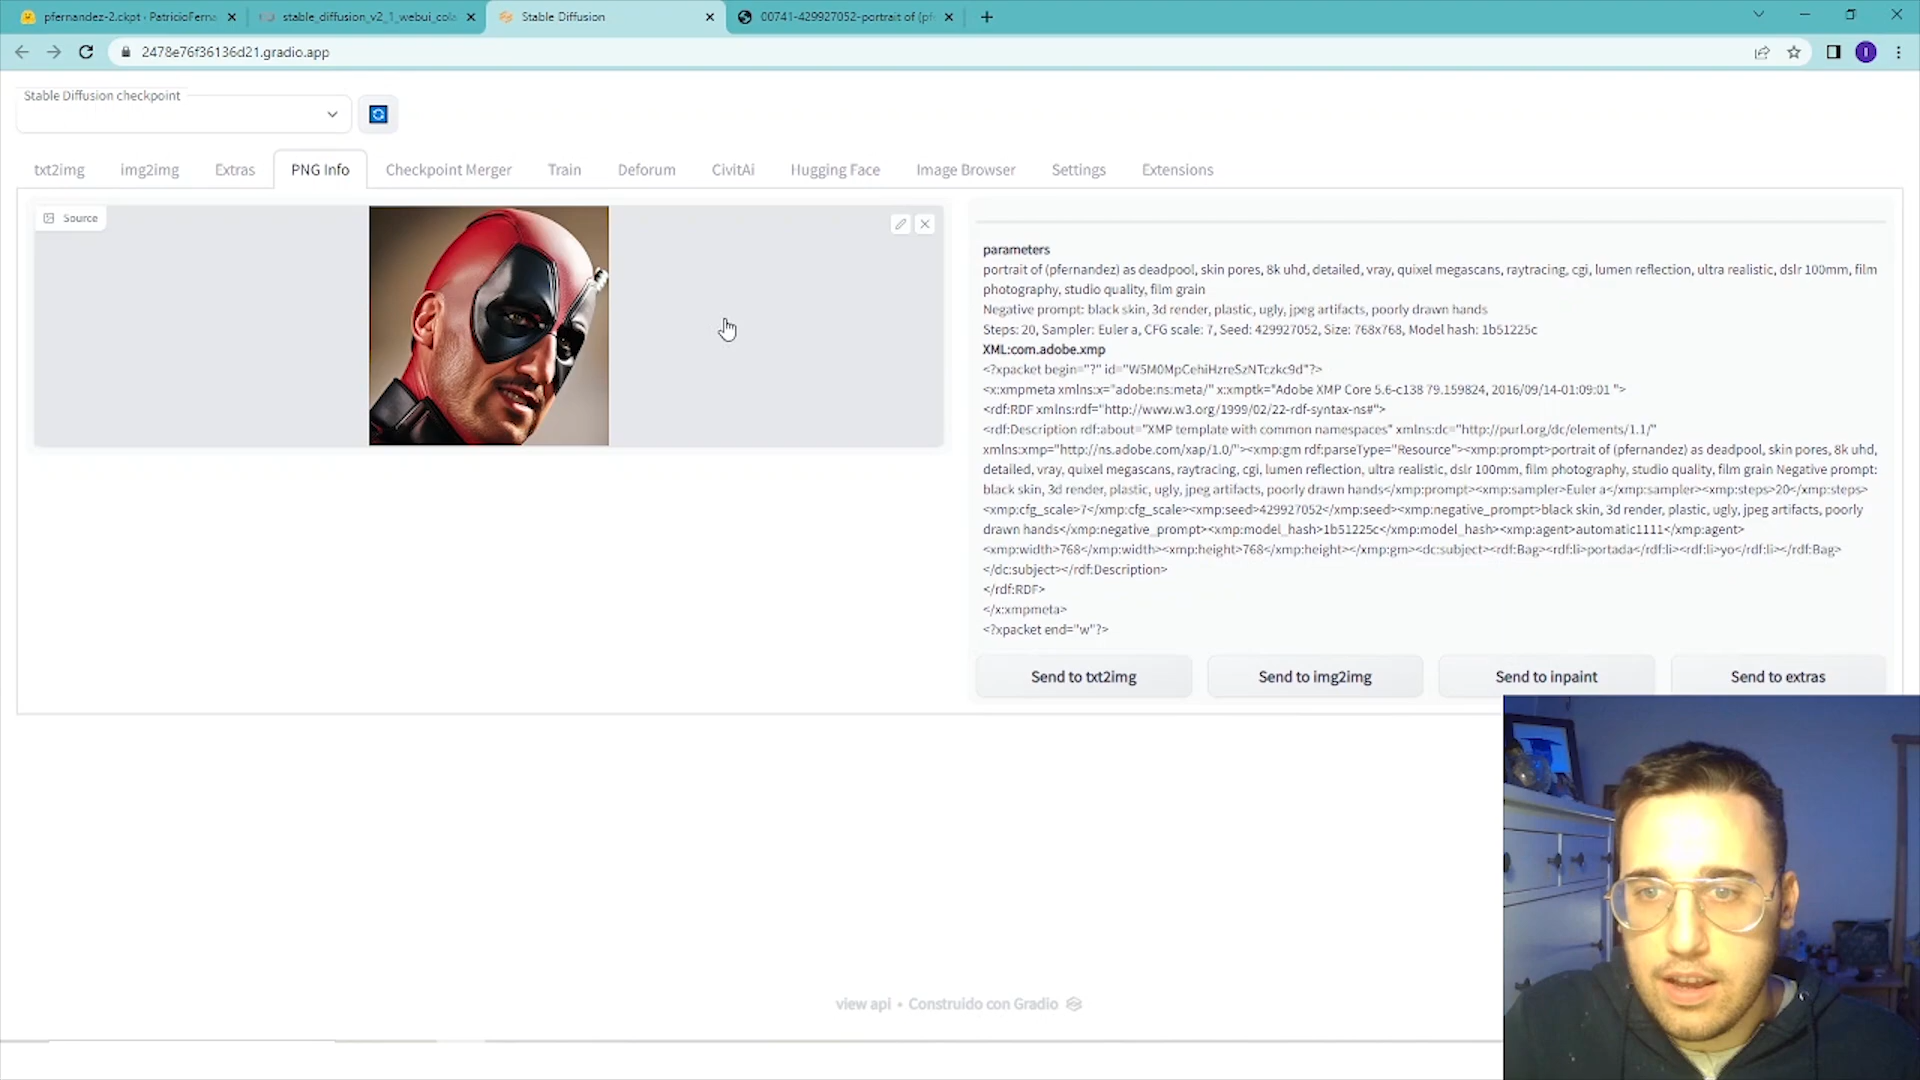 pfernandez-2.ckpt · PatricioFerna
stable_diffusion_v2_1_webui_cola
Stable Diffusion
00741-429927052-portrait of (pf
2478e76f36136d21.gradio.app
I
Stable Diffusion checkpoint
txt2img
img2img
Extras
PNG Info
Checkpoint Merger
Train
Deforum
CivitAi
Hugging Face
Image Browser
Settings
Extensions
Source
parameters
portrait of (pfernandez) as deadpool, skin pores, 8k uhd, detailed, vray, quixel megascans, raytracing, cgi, lumen reflection, ultra realistic, dslr 100mm, film
photography, studio quality, film grain
Negative prompt: black skin, 3d render, plastic, ugly, jpeg artifacts, poorly drawn hands
Steps: 20, Sampler: Euler a, CFG scale: 7, Seed: 429927052, Size: 768x768, Model hash: 1b51225c
XML:com.adobe.xmp
<?xpacket begin="?" id="W5M0MpCehiHzreSzNTczkc9d"?>
<x:xmpmeta xmlns:x="adobe:ns:meta/" x:xmptk="Adobe XMP Core 5.6-c138 79.159824, 2016/09/14-01:09:01 ">
<rdf:RDF xmlns:rdf="http://www.w3.org/1999/02/22-rdf-syntax-ns#">
<rdf:Description rdf:about="XMP template with common namespaces" xmlns:dc="http://purl.org/dc/elements/1.1/"
xmlns:xmp="http://ns.adobe.com/xap/1.0/"><xmp:gm rdf:parseType="Resource"><xmp:prompt>portrait of (pfernandez) as deadpool, skin pores, 8k uhd,
detailed, vray, quixel megascans, raytracing, cgi, lumen reflection, ultra realistic, dslr 100mm, film photography, studio quality, film grain Negative prompt:
black skin, 3d render, plastic, ugly, jpeg artifacts, poorly drawn hands</xmp:prompt><xmp:sampler>Euler a</xmp:sampler><xmp:steps>20</xmp:steps>
<xmp:cfg_scale>7</xmp:cfg_scale><xmp:seed>429927052</xmp:seed><xmp:negative_prompt>black skin, 3d render, plastic, ugly, jpeg artifacts, poorly
drawn hands</xmp:negative_prompt><xmp:model_hash>1b51225c</xmp:model_hash><xmp:agent>automatic1111</xmp:agent>
<xmp:width>768</xmp:width><xmp:height>768</xmp:height></xmp:gm><dc:subject><rdf:Bag><rdf:li>portada</rdf:li><rdf:li>yo</rdf:li></rdf:Bag>
</dc:subject></rdf:Description>
</rdf:RDF>
</x:xmpmeta>
<?xpacket end="w"?>
Send to txt2img
Send to img2img
Send to inpaint
Send to extras
view api • Construido con Gradio